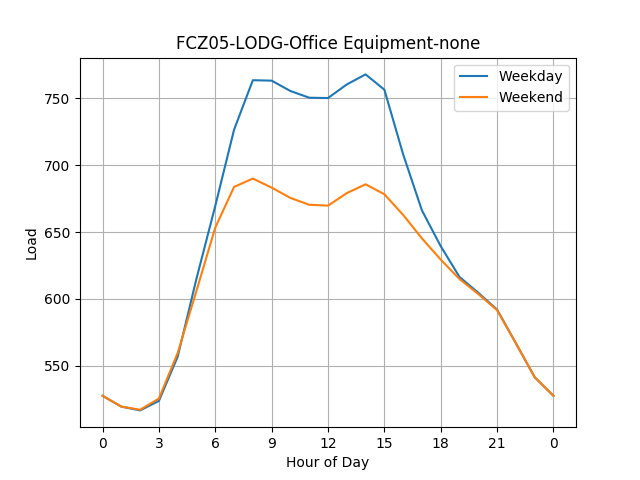 FCZ05-LODG-Office Equipment-none
Weekday
Weekend
Load
750
700
650
600
550
0 3 6 9 12 15 18 21 0
Hour of Day